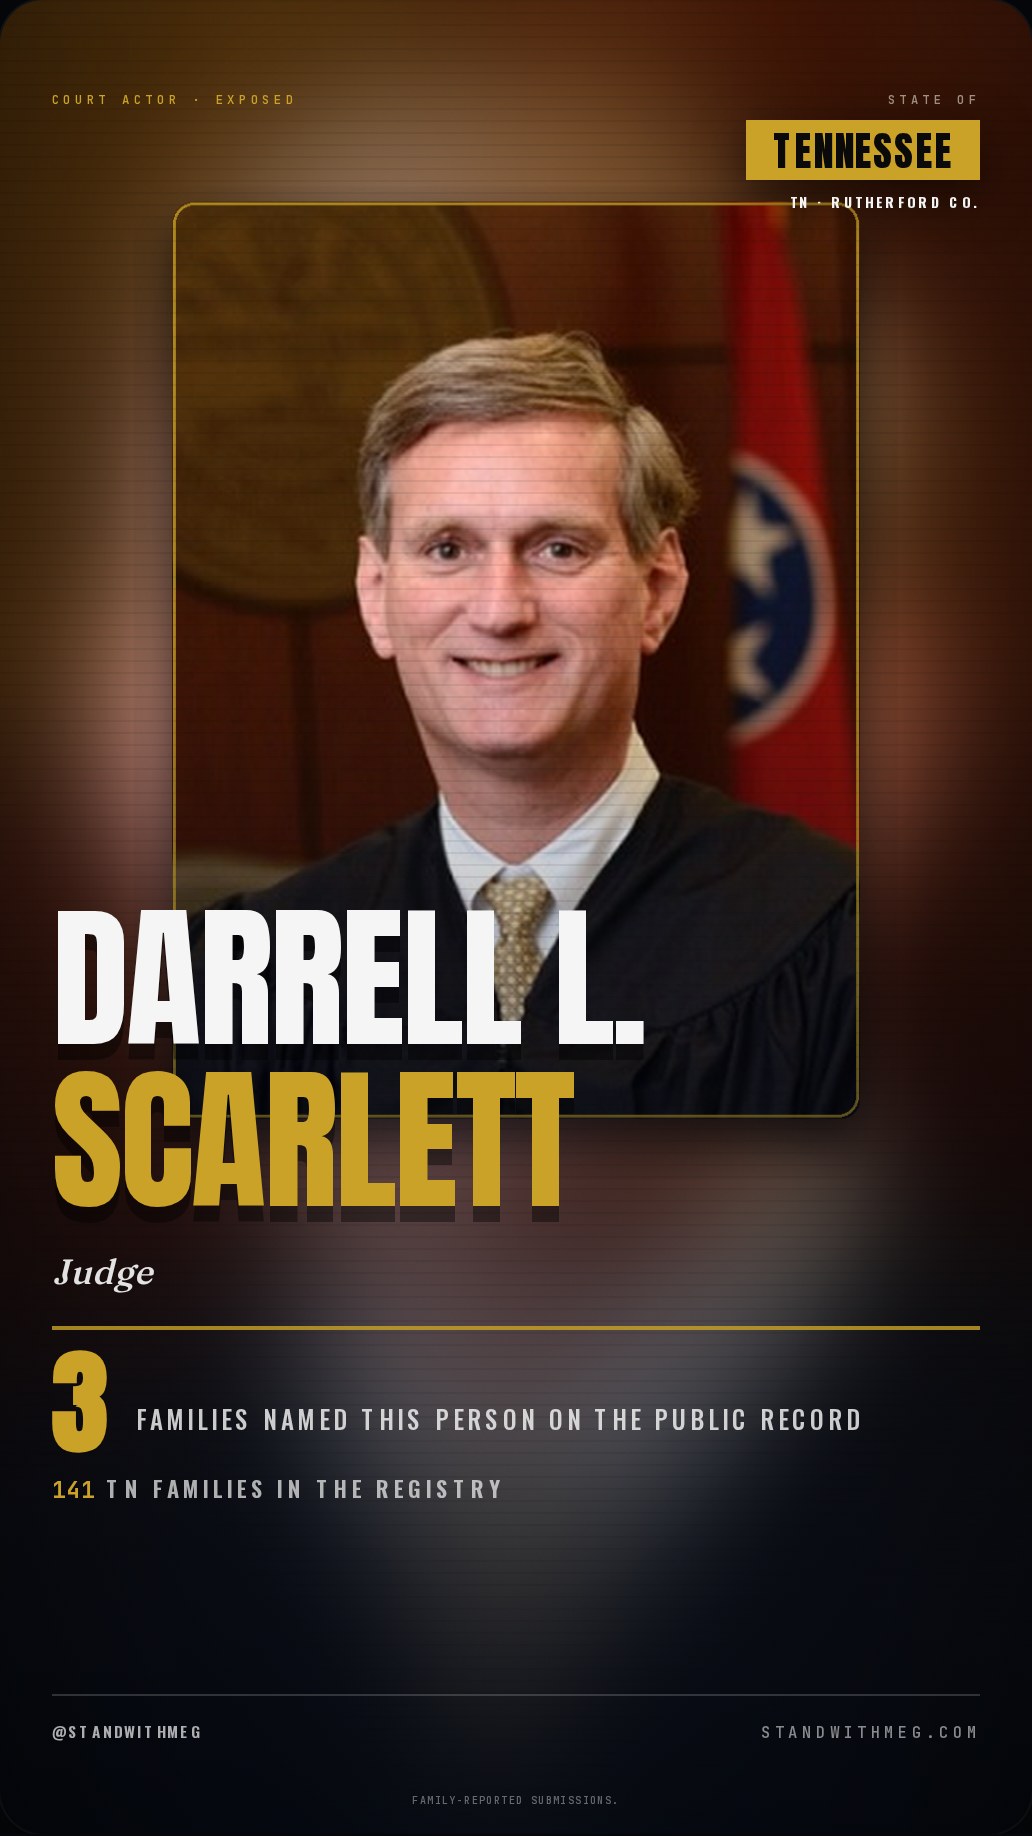 COURT ACTOR · EXPOSED
STATE OF
TENNESSEE
TN · RUTHERFORD CO.
DARRELL L.
SCARLETT
Judge
3 FAMILIES NAMED THIS PERSON ON THE PUBLIC RECORD
141 TN FAMILIES IN THE REGISTRY
@STANDWITHMEG
STANDWITHMEG.COM
FAMILY-REPORTED SUBMISSIONS.